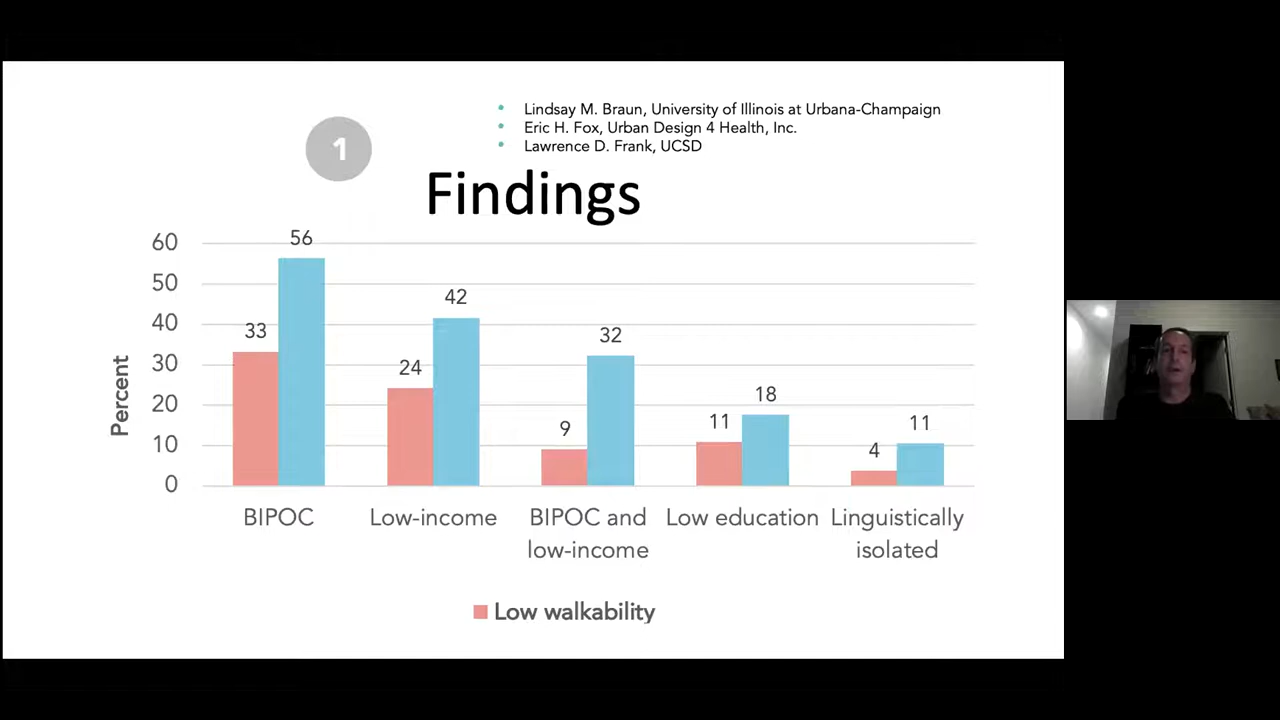 Lindsay M. Braun, University of Illinois at Urbana-Champaign
Eric H. Fox, Urban Design 4 Health, Inc.
Lawrence D. Frank, UCSD
1
Findings
Percent
60
50
40
30
20
10
0
33
56
24
42
9
32
11
18
4
11
BIPOC
Low-income
BIPOC and
low-income
Low education
Linguistically
isolated
Low walkability